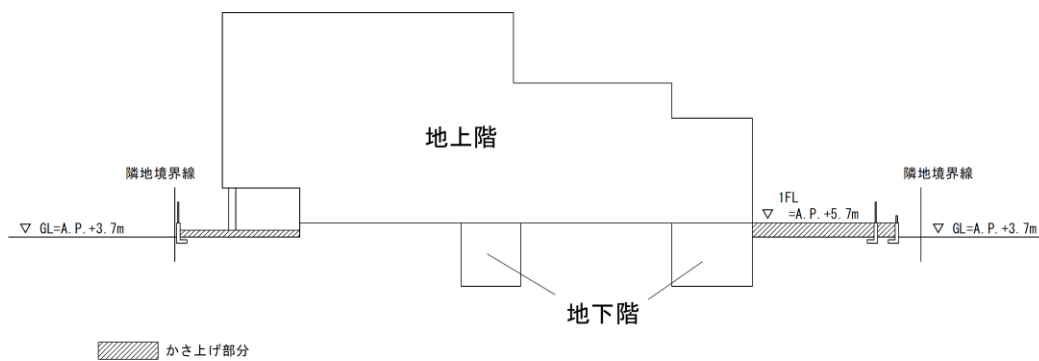 地上階
隣地境界線
隣地境界線
1FL
=A.P.+5.7m
▽ GL=A.P.+3.7m
▽ GL=A.P.+3.7m
地下階
かさ上げ部分